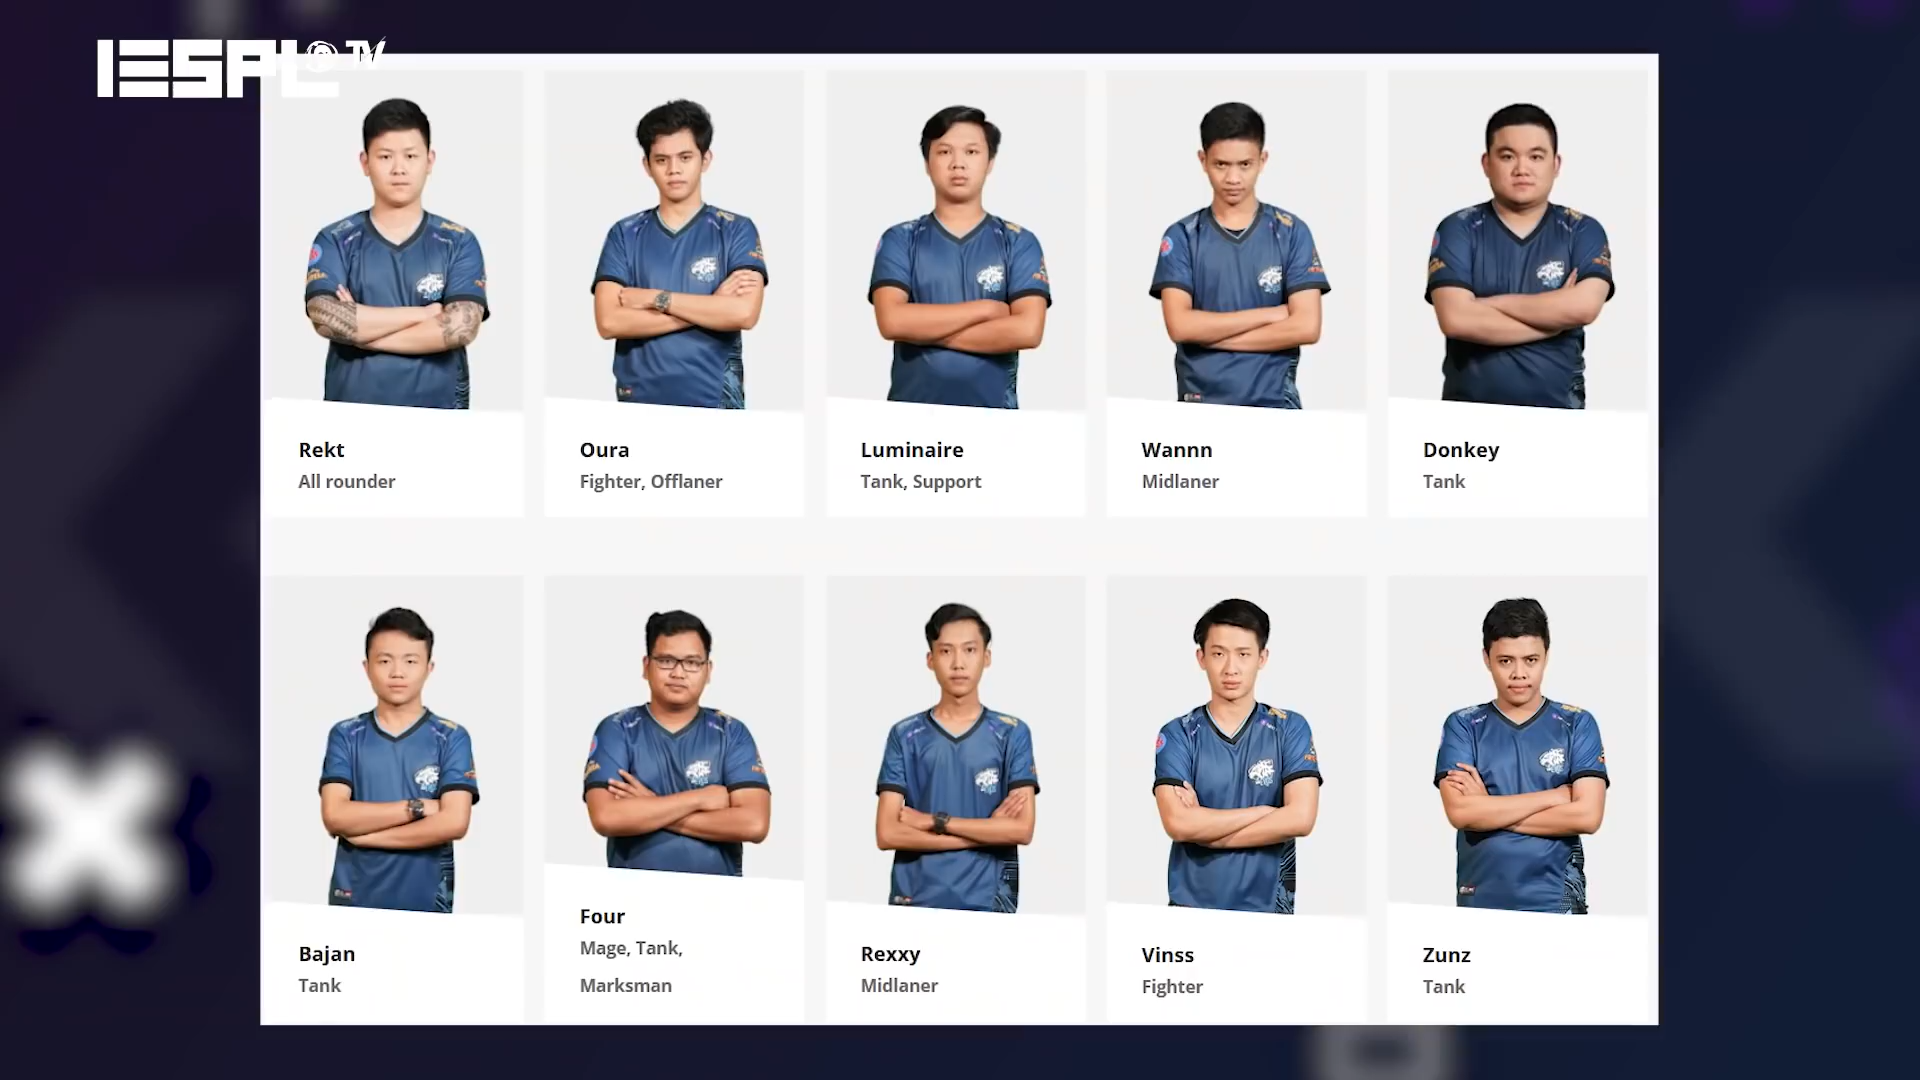 IESPL TV
Rekt
All rounder
Oura
Fighter, Offlaner
Luminaire
Tank, Support
Wannn
Midlaner
Donkey
Tank
Bajan
Tank
Four
Mage, Tank,
Marksman
Rexxy
Midlaner
Vinss
Fighter
Zunz
Tank